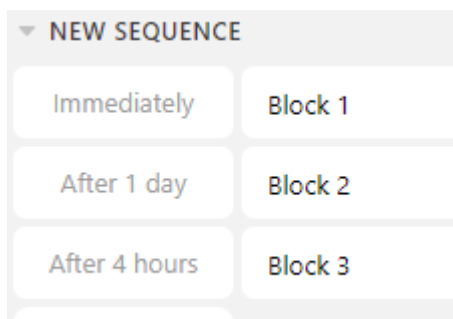 NEW SEQUENCE
Immediately Block 1
After 1 day Block 2
After 4 hours Block 3